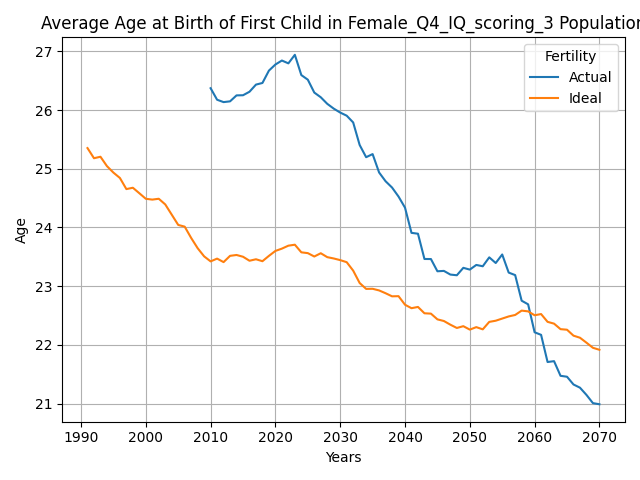 Average Age at Birth of First Child in Female_Q4_IQ_scoring_3 Population
Fertility
Actual
Ideal
27
26
25
24
23
22
21
Age
1990 2000 2010 2020 2030 2040 2050 2060 2070
Years